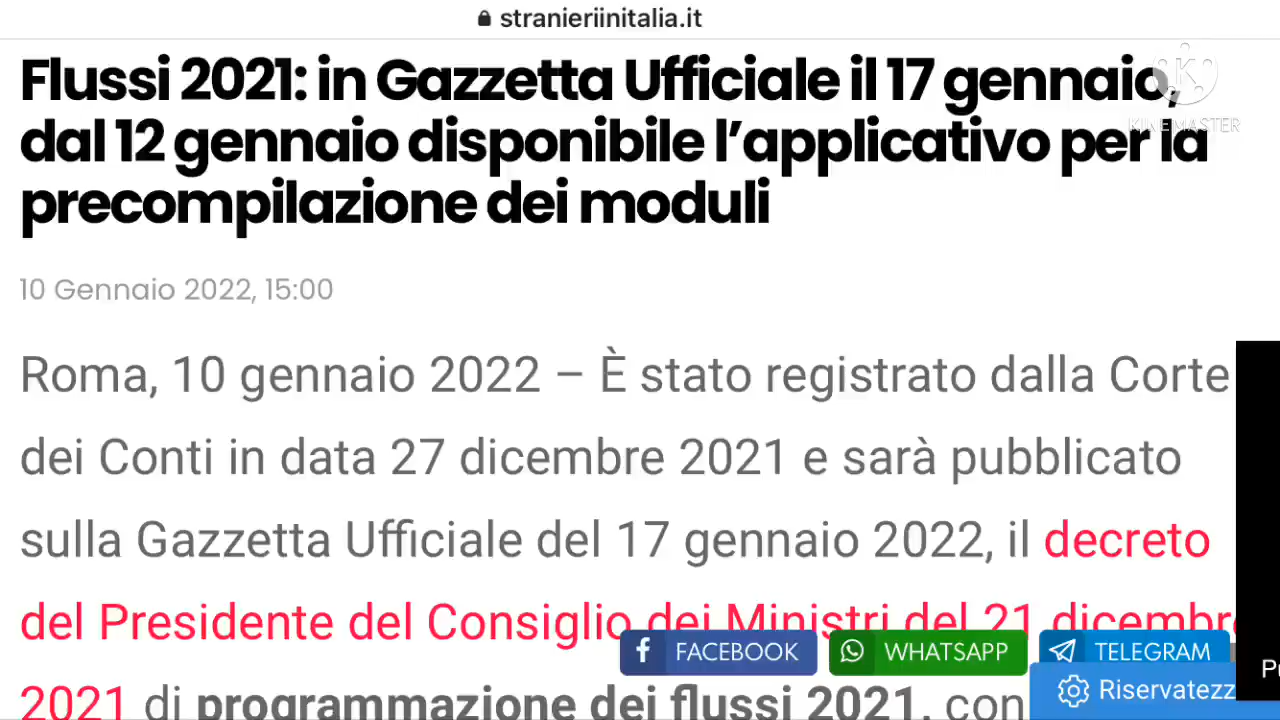 stranieriinitalia.it
Flussi 2021: in Gazzetta Ufficiale il 17 gennaio,
dal 12 gennaio disponibile l’applicativo per la
precompilazione dei moduli
KINEMASTER
10 Gennaio 2022, 15:00
Roma, 10 gennaio 2022 – È stato registrato dalla Corte
dei Conti in data 27 dicembre 2021 e sarà pubblicato
sulla Gazzetta Ufficiale del 17 gennaio 2022, il decreto
del Presidente del Consiglio dei Ministri del 21 dicembre
FACEBOOK WHATSAPP TELEGRAM
2021 di programmazione dei flussi 2021, con
Riservatezz